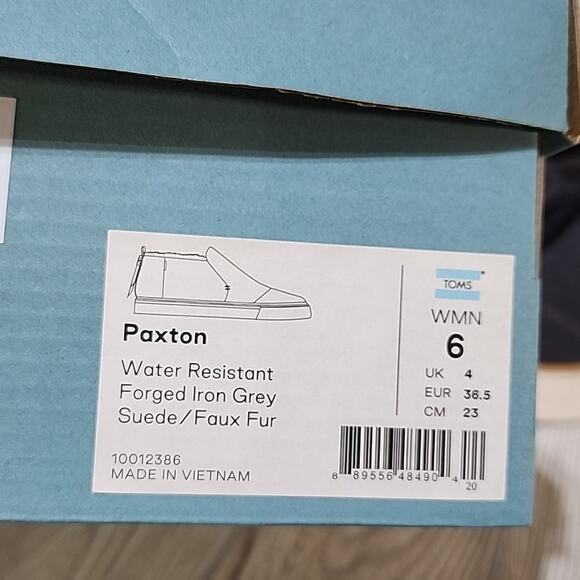 Paxton
Water Resistant
Forged Iron Grey
Suede/Faux Fur
10012386
MADE IN VIETNAM
TOMS
WMN
6
UK 4
EUR 36.5
CM 23
8 89556 48490 4
20